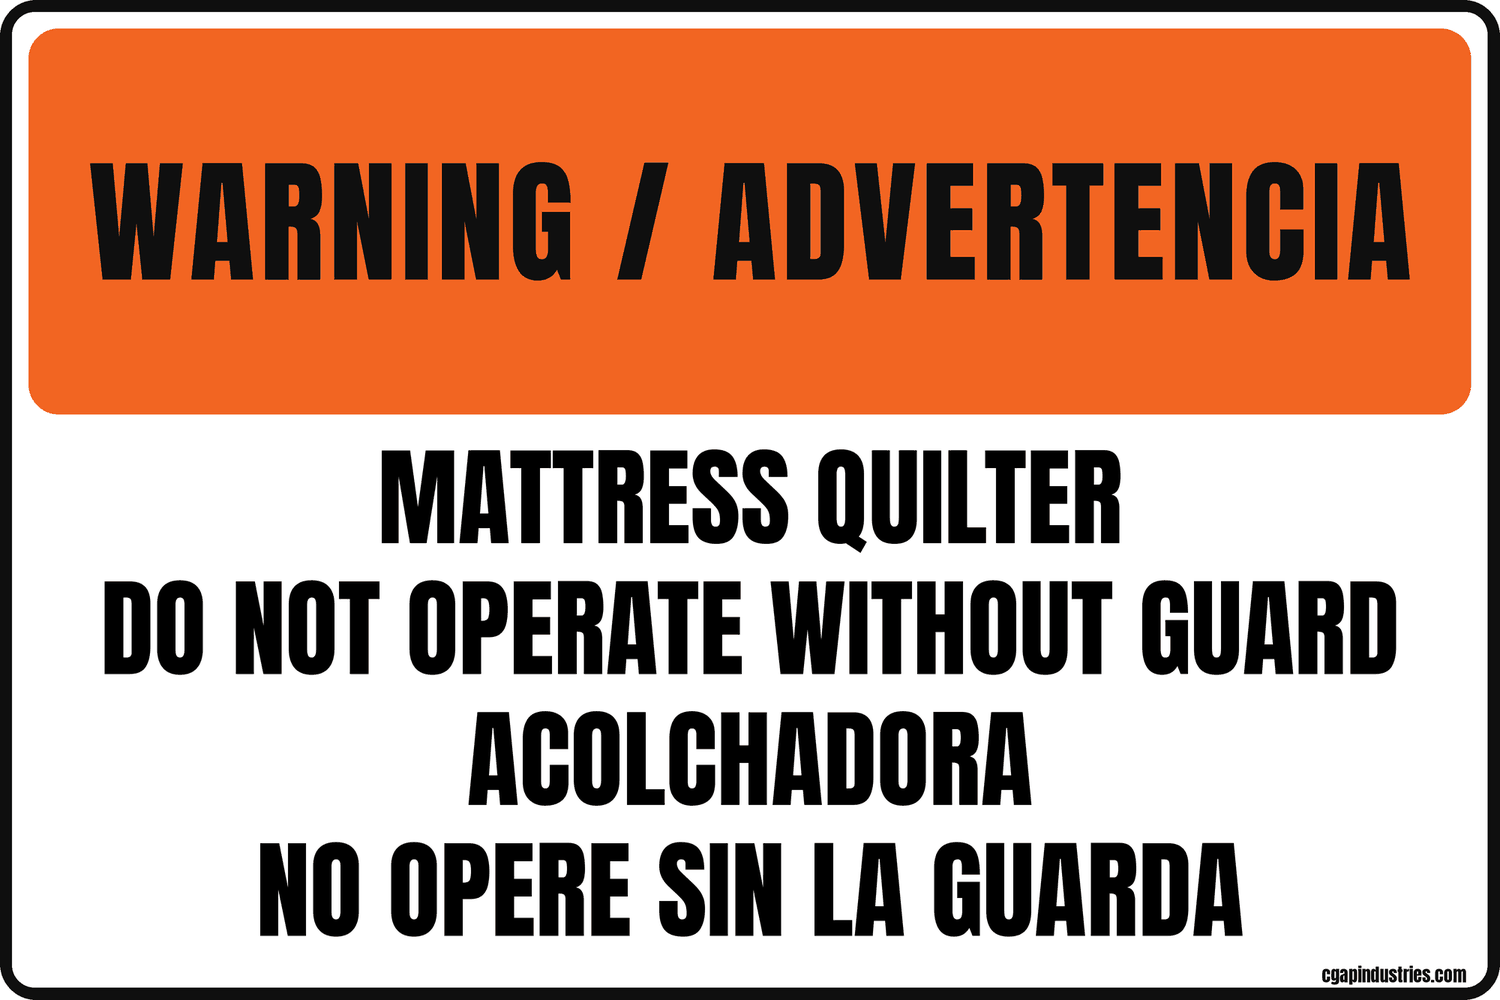 WARNING / ADVERTENCIA
MATTRESS QUILTER
DO NOT OPERATE WITHOUT GUARD
ACOLCHADORA
NO OPERE SIN LA GUARDA
cgapindustries.com